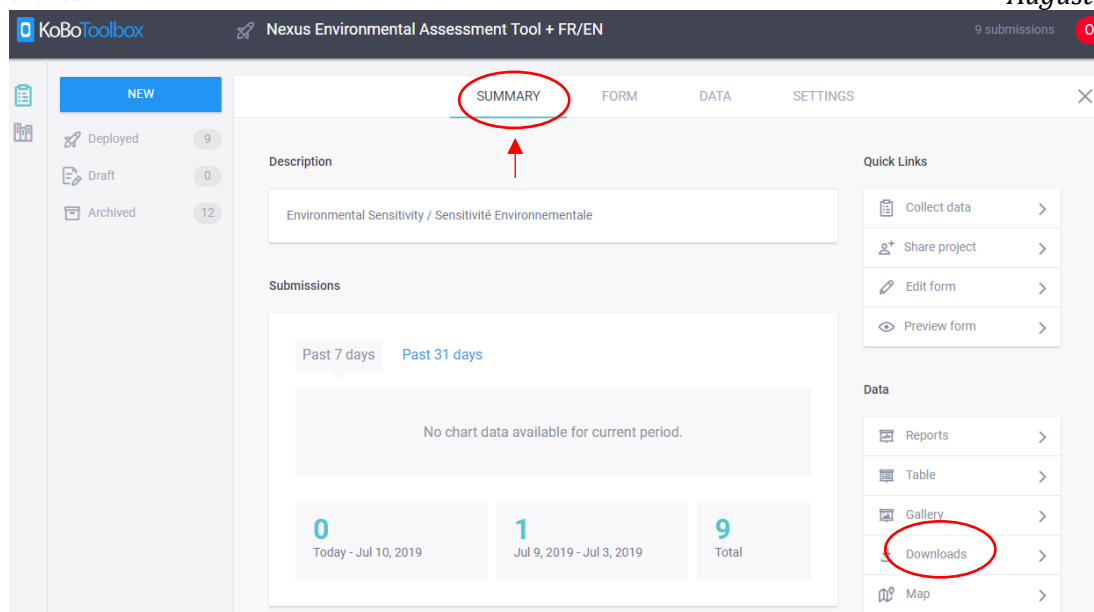 August
KoBoToolbox
Nexus Environmental Assessment Tool + FR/EN
9 submissions
O
NEW
Deployed 9
Draft 0
Archived 12
SUMMARY FORM DATA SETTINGS
Description
Environmental Sensitivity / Sensitivité Environnementale
Submissions
Past 7 days Past 31 days
No chart data available for current period.
0
Today - Jul 10, 2019
1
Jul 9, 2019 - Jul 3, 2019
9
Total
Quick Links
Collect data
Share project
Edit form
Preview form
Data
Reports
Table
Gallery
Downloads
Map